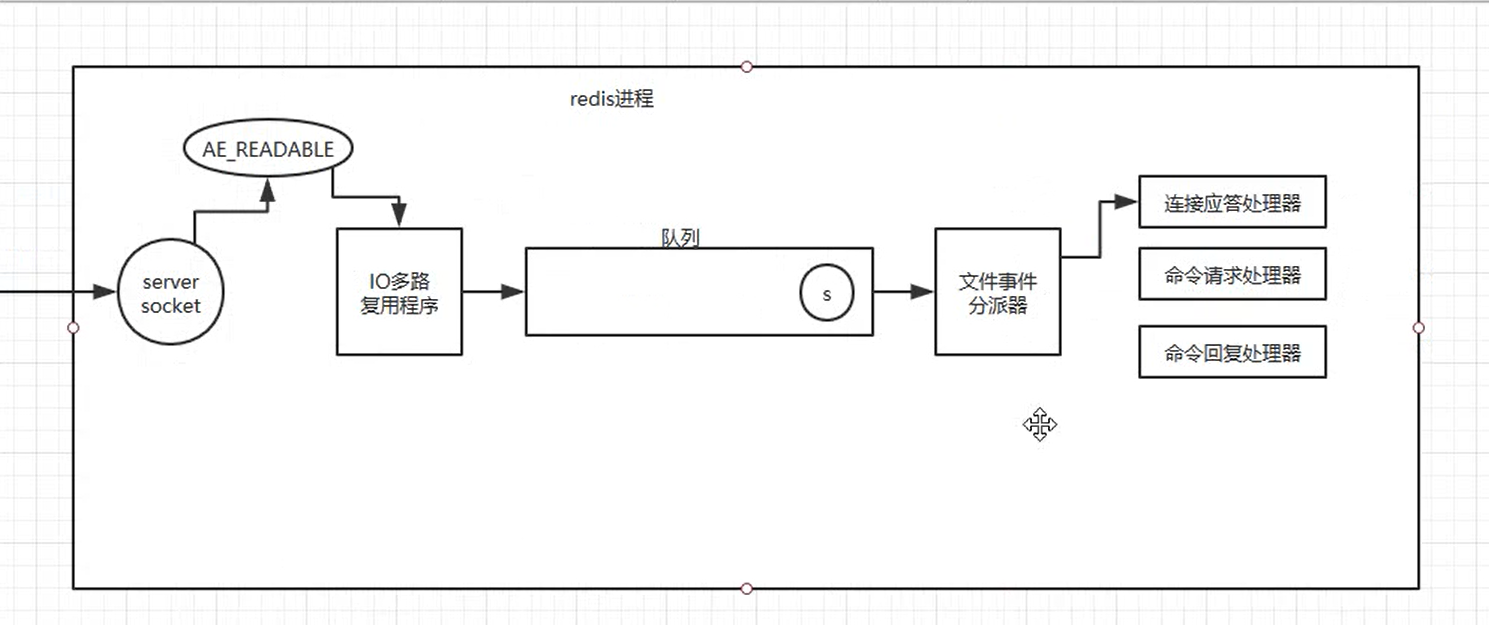 redis进程
AE_READABLE
server
socket
IO多路
复用程序
队列
s
文件事件
分派器
连接应答处理器
命令请求处理器
命令回复处理器